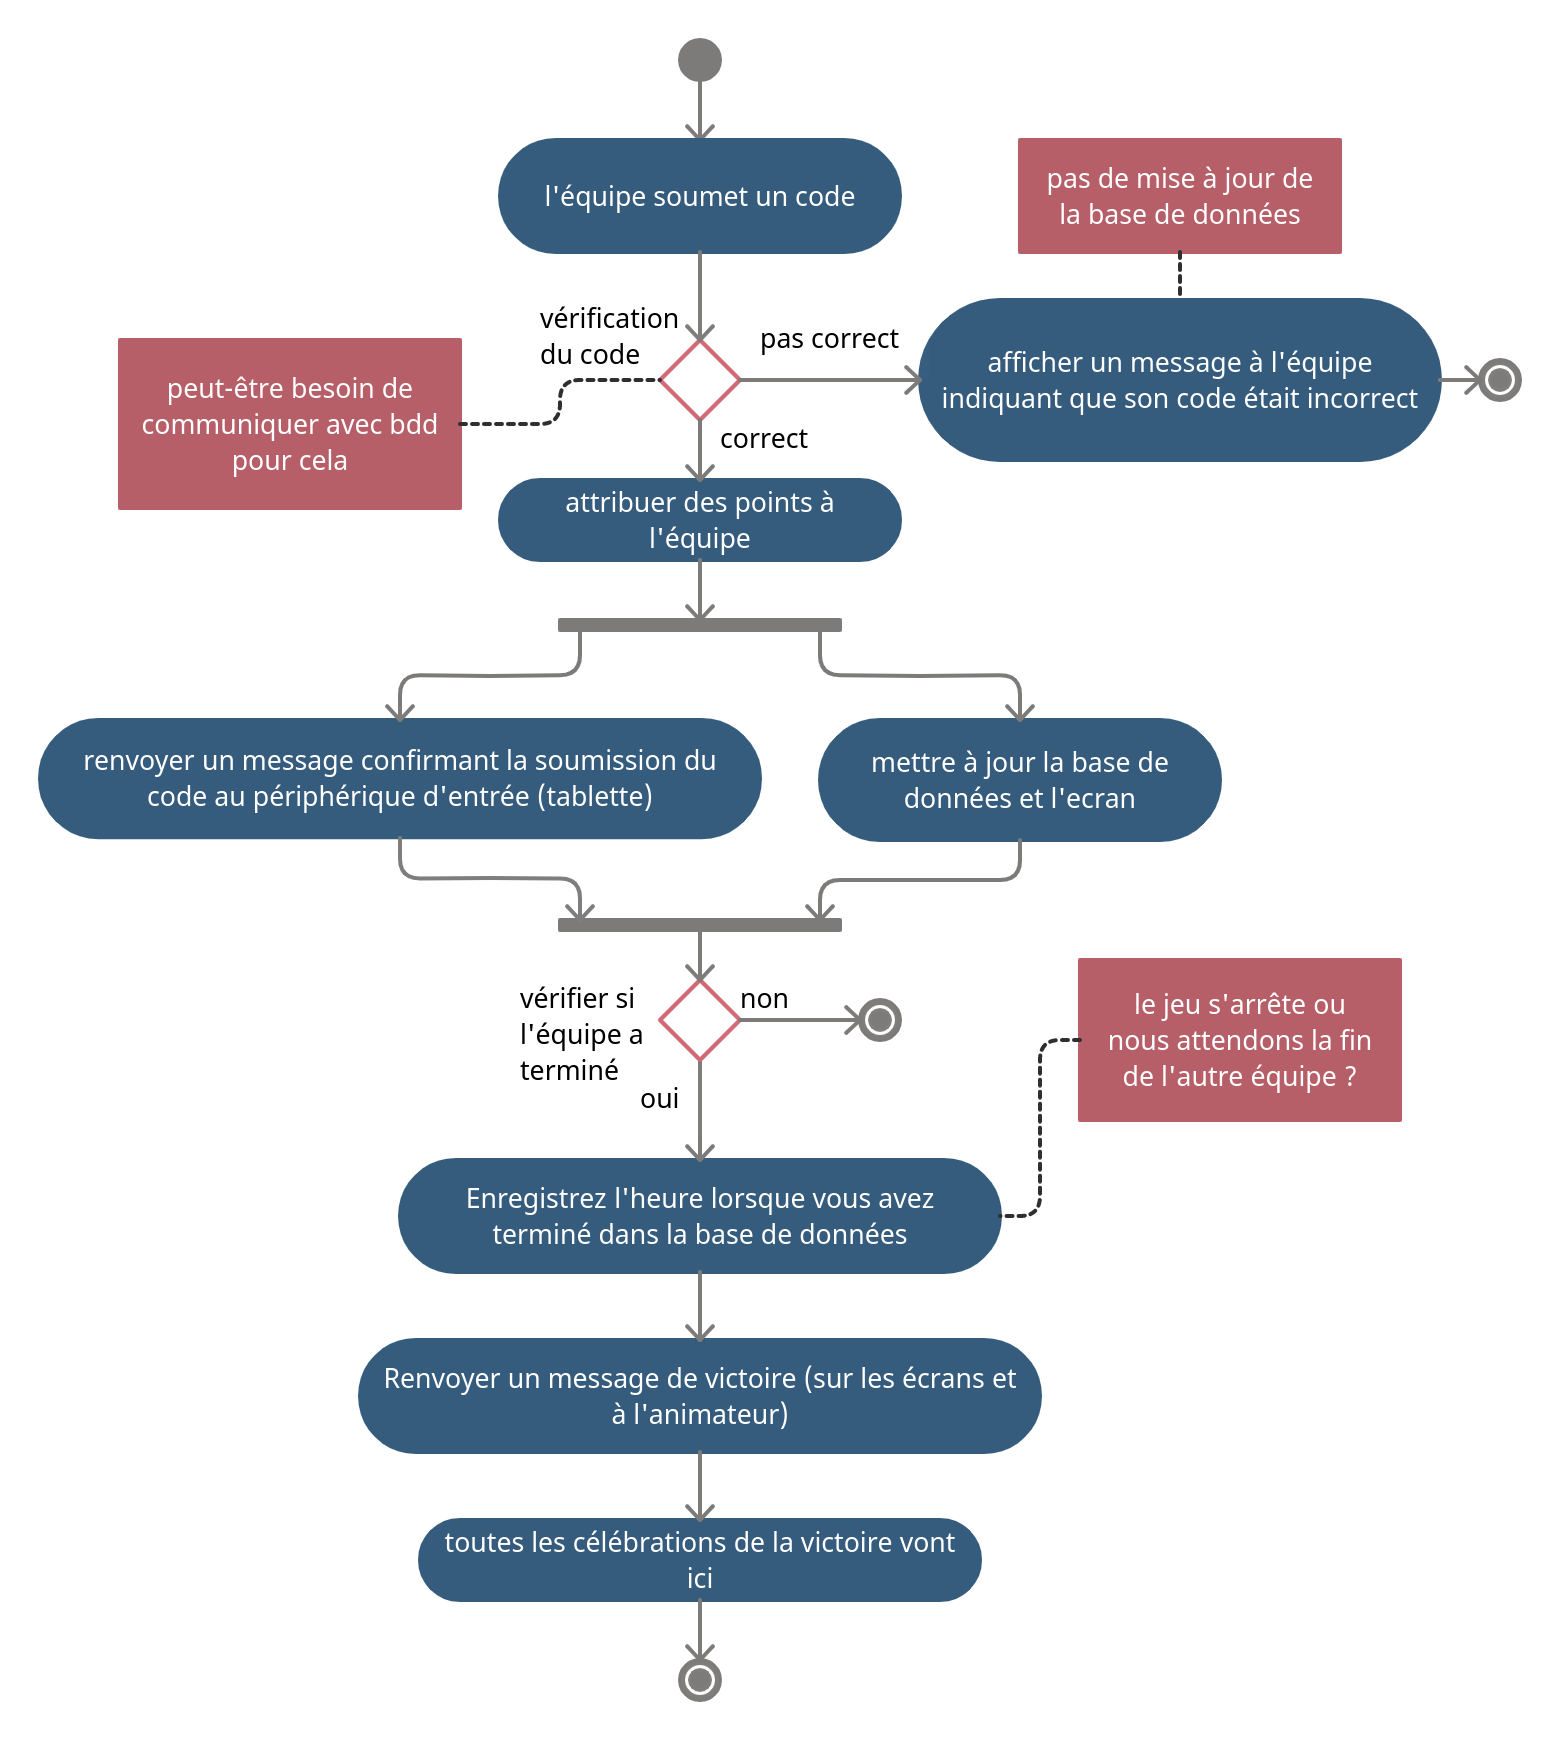 l'équipe soumet un code
pas de mise à jour de
la base de données
vérification
du code
pas correct
afficher un message à l'équipe
indiquant que son code était incorrect
peut-être besoin de
communiquer avec bdd
pour cela
correct
attribuer des points à
l'équipe
renvoyer un message confirmant la soumission du
code au périphérique d'entrée (tablette)
mettre à jour la base de
données et l'ecran
vérifier si
l'équipe a
terminé
non
oui
le jeu s'arrête ou
nous attendons la fin
de l'autre équipe ?
Enregistrez l'heure lorsque vous avez
terminé dans la base de données
Renvoyer un message de victoire (sur les écrans et
à l'animateur)
toutes les célébrations de la victoire vont
ici